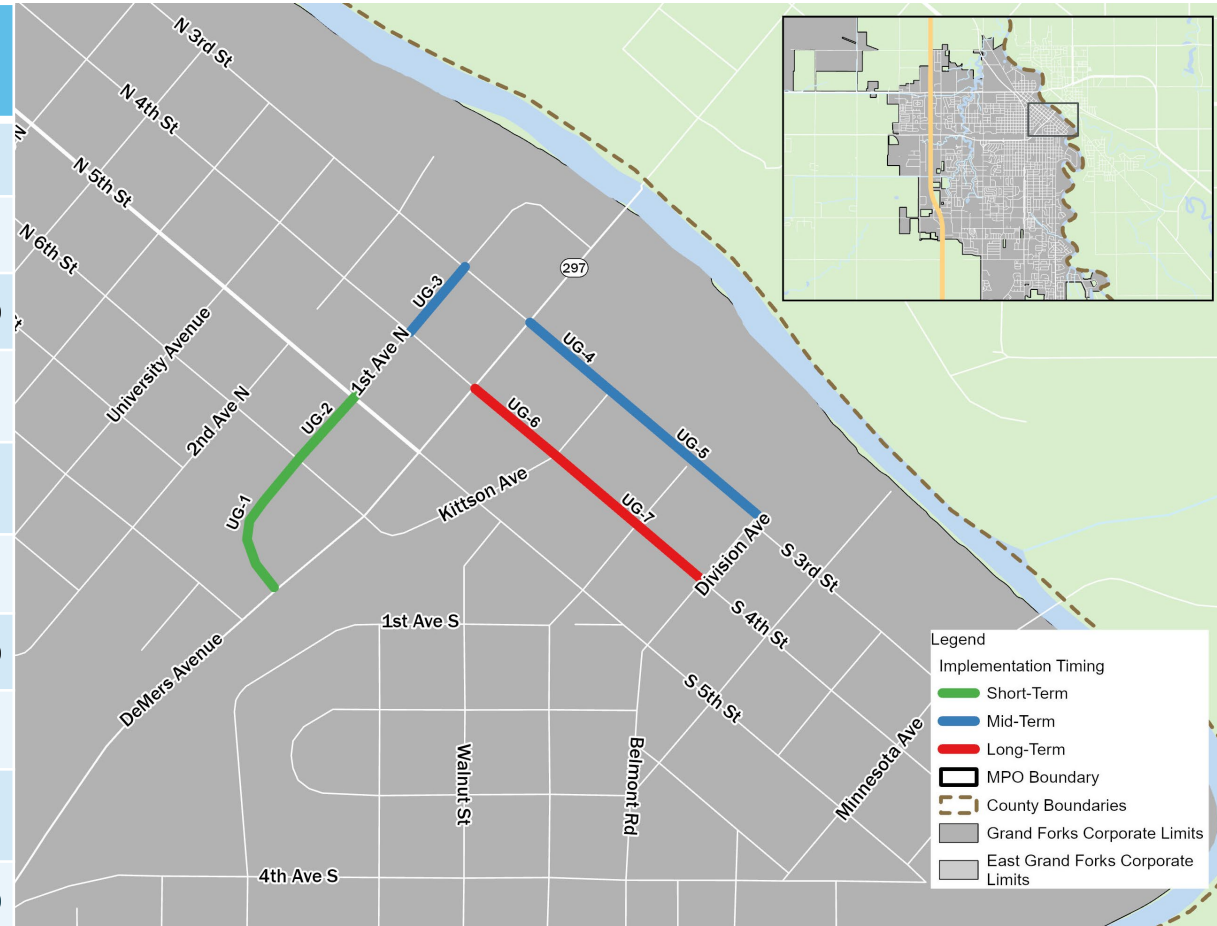 N 3rd St
N 4th St
N 5th St
N 6th St
297
UG-3
University Avenue
1st Ave N
UG-4
2nd Ave N
UG-2
UG-6
UG-5
Kittson Ave
UG-1
UG-7
Division Ave
S 3rd St
1st Ave S
S 4th St
DeMers Avenue
S 5th St
Walnut St
Belmont Rd
Minnesota Ave
4th Ave S
Legend
Implementation Timing
Short-Term
Mid-Term
Long-Term
MPO Boundary
County Boundaries
Grand Forks Corporate Limits
East Grand Forks Corporate
Limits